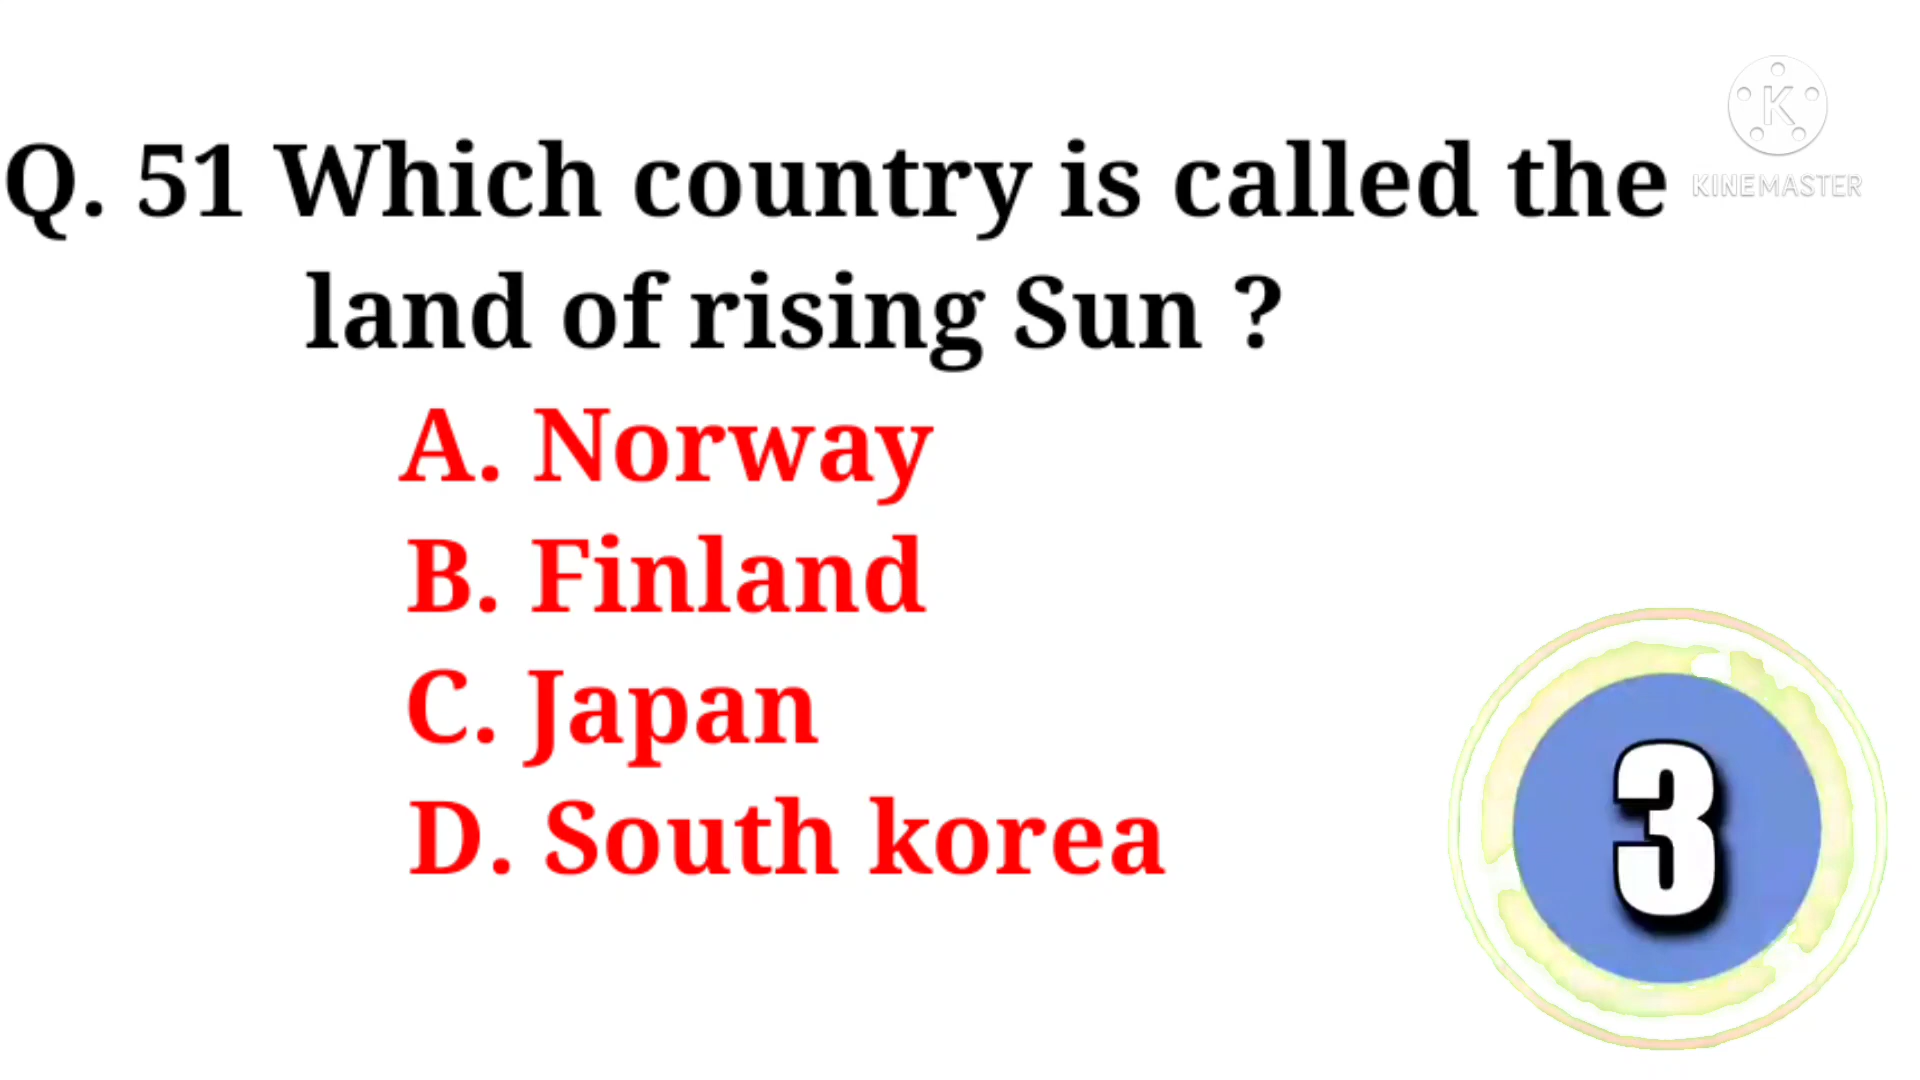 Q. 51 Which country is called the
land of rising Sun ?
A. Norway
B. Finland
C. Japan
D. South korea
3
K
KINEMASTER